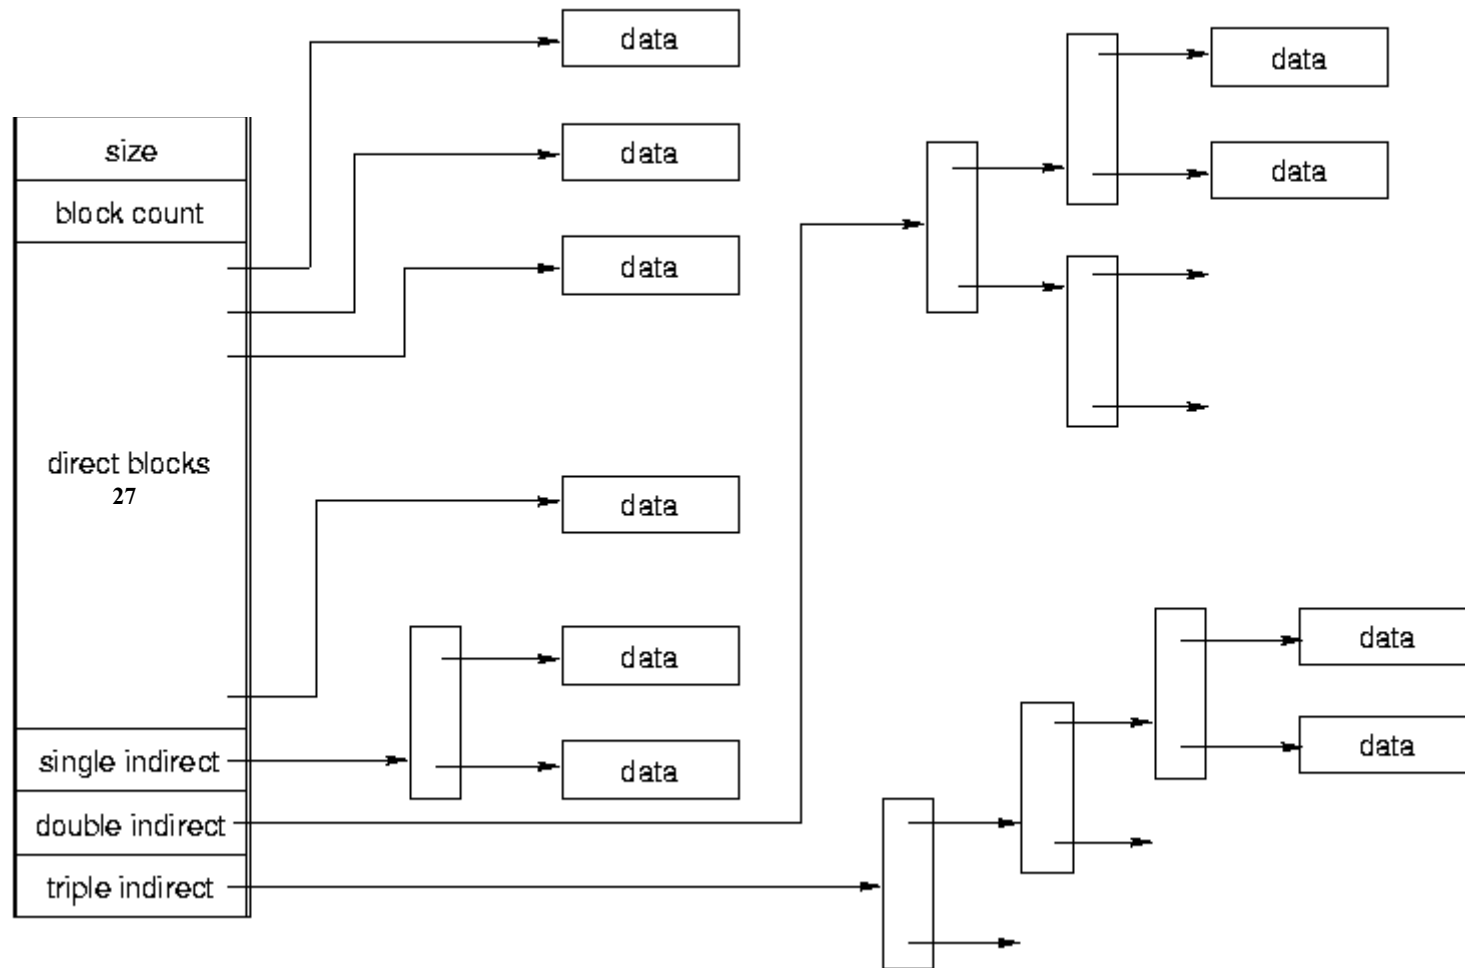 size
block count
direct blocks
27
single indirect
double indirect
triple indirect
data
data
data
data
data
data
data
data
data
data